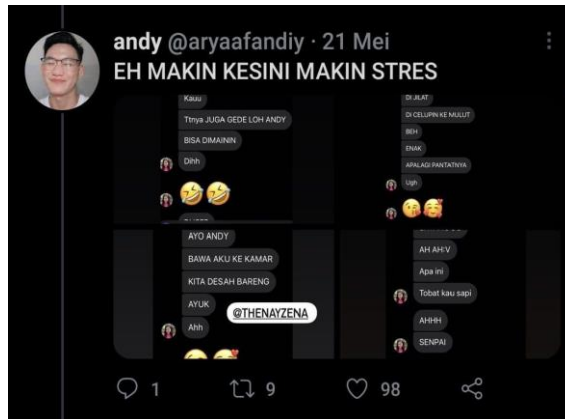 andy @aryaafandiy · 21 Mei
EH MAKIN KESINI MAKIN STRES
Kauu
Ttnya JUGA GEDE LOH ANDY
BISA DIMAININ
Dihh
DI JILAT
DI CELUPIN KE MULUT
BEH
ENAK
APALAGI PANTATNYA
Ugh
AYO ANDY
BAWA AKU KE KAMAR
KITA DESAH BARENG
AYUK
Ahh
@THENAYZENA
AH AH:V
Apa ini
Tobat kau sapi
AHHH
SENPAI
1 9 98